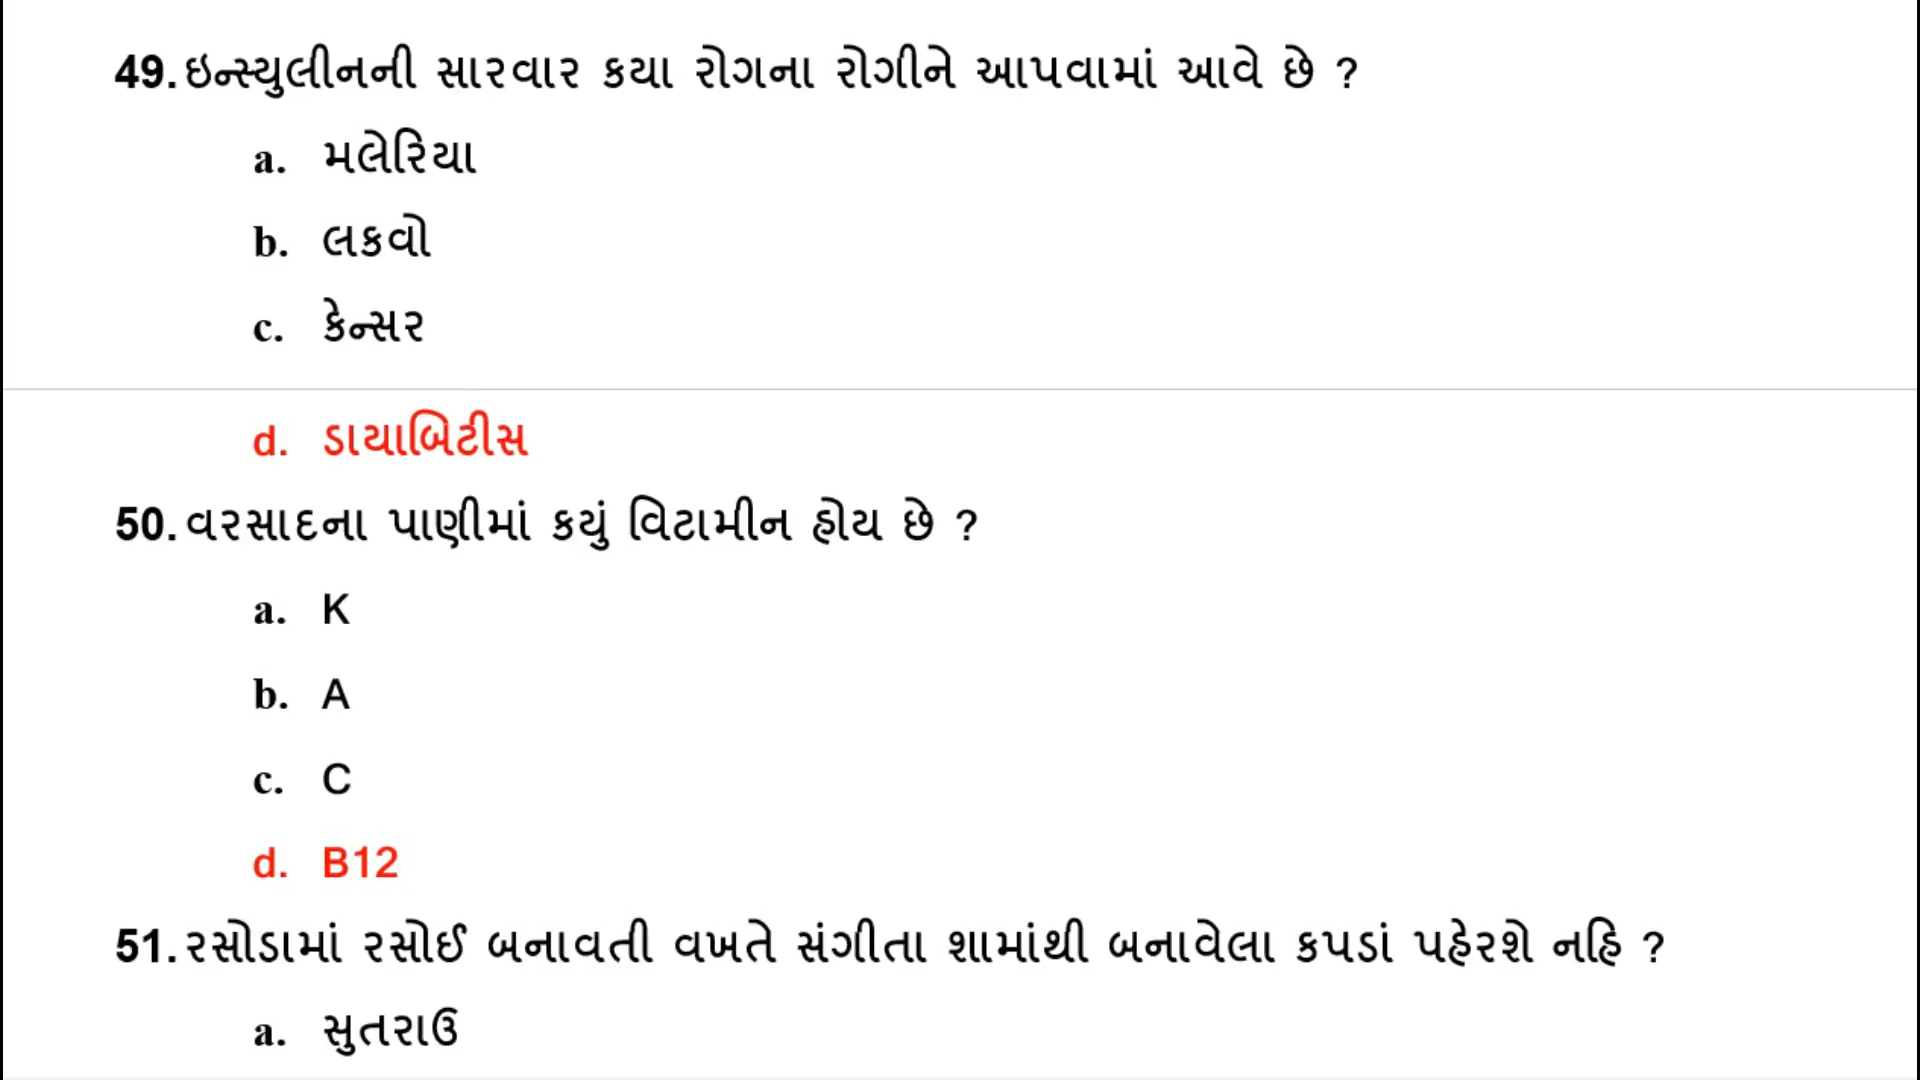 49. ઇન્સ્યુલીનની સારવાર કયા રોગના રોગીને આપવામાં આવે છે ?
a. મલેરિયા
b. લકવો
c. કેન્સર
d. ડાયાબિટીસ
50. વરસાદના પાણીમાં કયું વિટામીન હોય છે ?
a. K
b. A
c. C
d. B12
51. રસોડામાં રસોઈ બનાવતી વખતે સંગીતા શામાંથી બનાવેલા કપડાં પહેરશે નહિ ?
a. સુતરાઉ